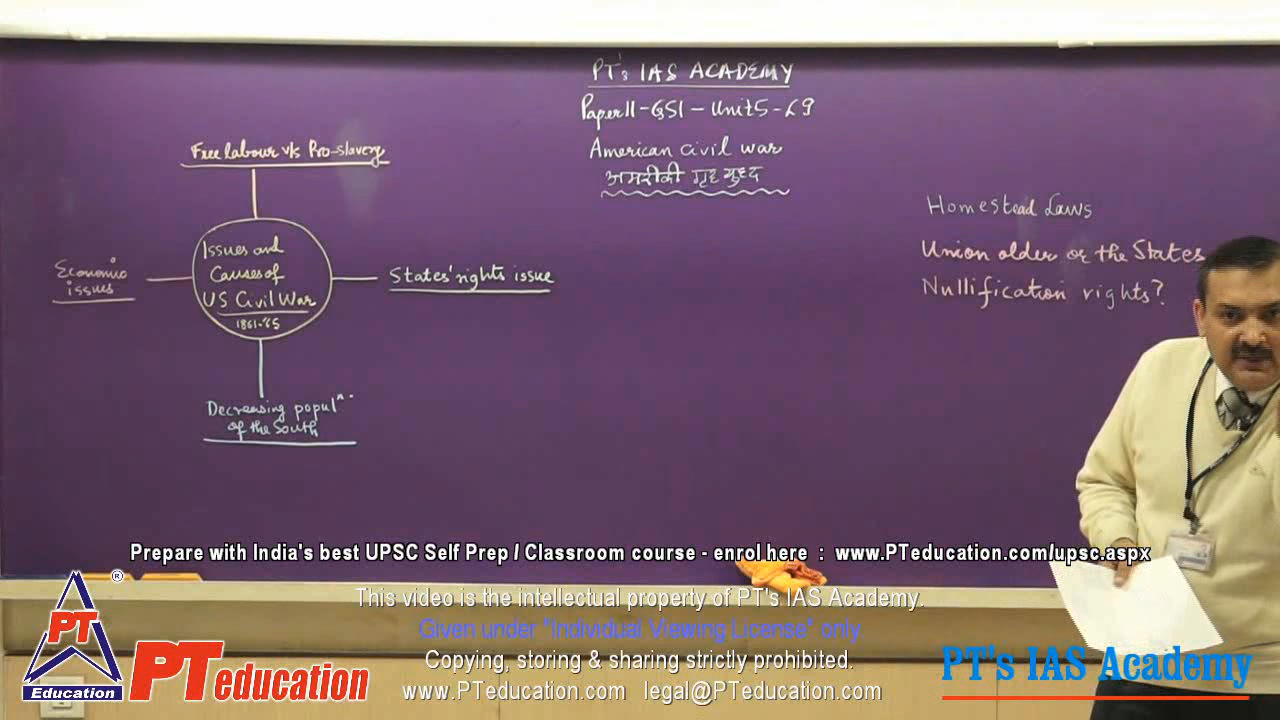 PT's IAS ACADEMY
Paper II - GSI - Unit 5 - L9
American civil war
अमरीकी गृह युध्द
Free labour v/s Pro-slavery
Issues and
Causes of
US Civil War
1861-'65
Economic
issues
States' rights issue
Decreasing popul^n.
of the South
Homestead Laws
Union older or the States
Nullification rights?
Prepare with India's best UPSC Self Prep / Classroom course - enrol here : www.PTeducation.com/upsc.aspx
This video is the intellectual property of PT's IAS Academy.
Given under "Individual Viewing License" only
Copying, storing & sharing strictly prohibited.
www.PTeducation.com legal@PTeducation.com
PT
Education
®
PT education
PT's IAS Academy